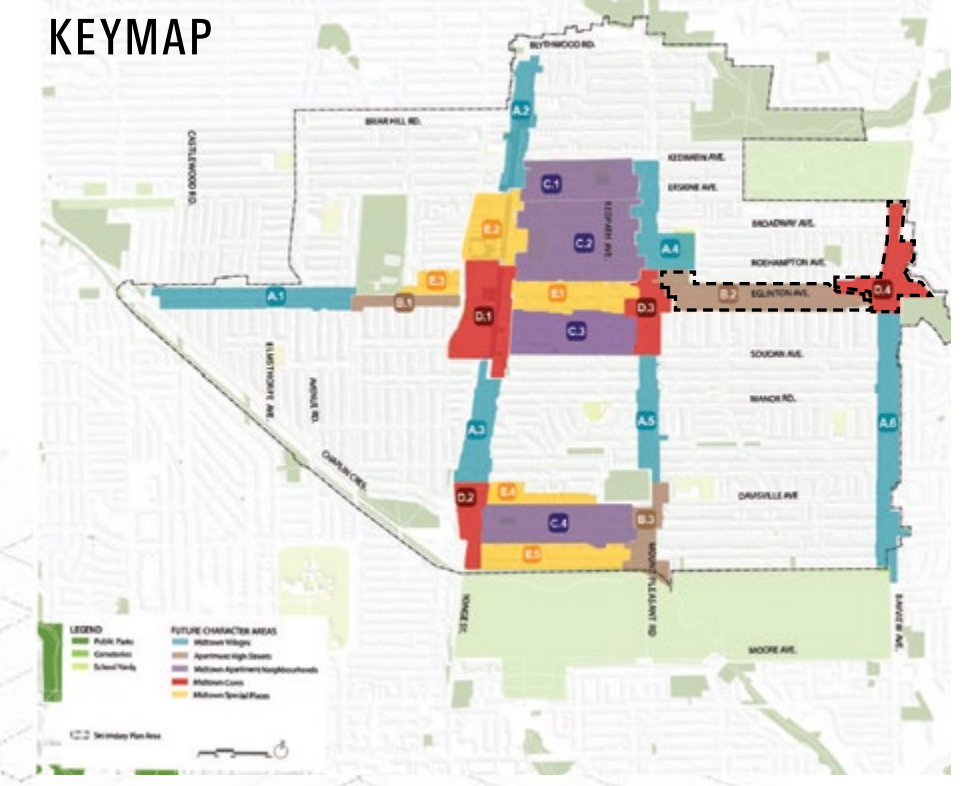 KEYMAP
BLYTHWOOD RD.
A.2
BRIAR HILL RD.
CASTLEWOOD RD.
KEEWATIN AVE.
ERSKINE AVE.
C.1
REDPATH AVE.
BROADWAY AVE.
E.2
C.2
A.4
ROEHAMPTON AVE.
E.3
A.1
B.1
E.1
B.2
EGLINTON AVE.
D.4
D.1
D.3
C.3
SOUDAN AVE.
ELMSTHORPE AVE.
AVENUE RD.
MANOR RD.
A.3
A.5
A.6
CHAPLIN CRES.
D.2
E.4
DAVISVILLE AVE
C.4
B.3
E.5
MOUNT PLEASANT RD
YONGE ST.
BAYVIEW AVE.
MOORE AVE.
LEGEND
Public Parks
Cemeteries
School Yards
FUTURE CHARACTER AREAS
Midtown Villages
Apartment High Streets
Midtown Apartment Neighbourhoods
Midtown Cores
Midtown Special Places
Secondary Plan Area